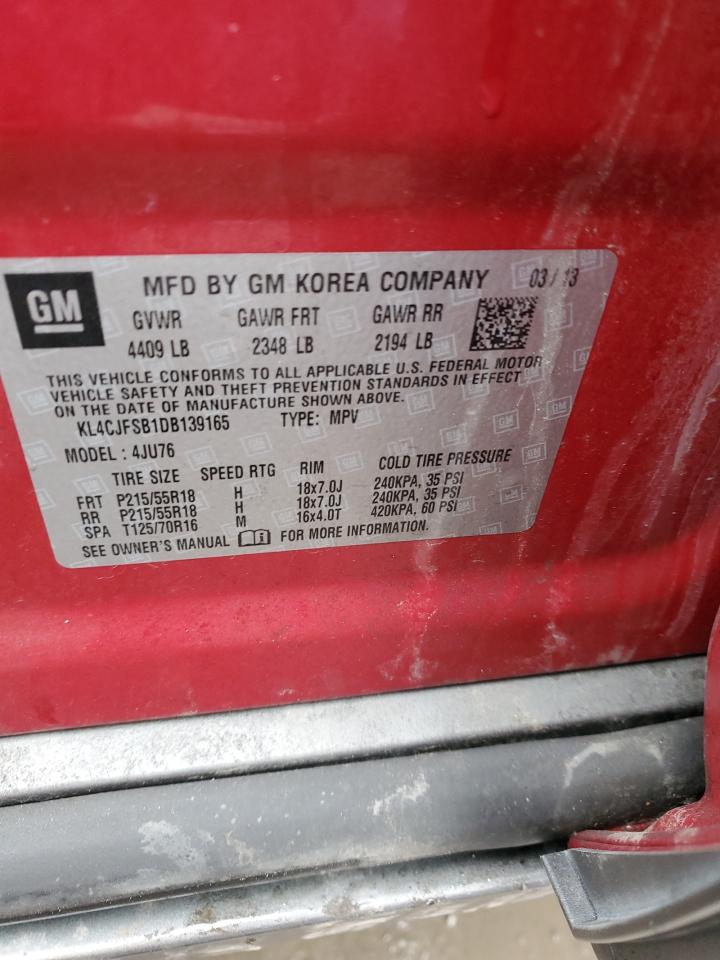 GM
MFD BY GM KOREA COMPANY 03/13
GVWR GAWR FRT GAWR RR
4409 LB 2348 LB 2194 LB
THIS VEHICLE CONFORMS TO ALL APPLICABLE U.S. FEDERAL MOTOR
VEHICLE SAFETY AND THEFT PREVENTION STANDARDS IN EFFECT
ON THE DATE OF MANUFACTURE SHOWN ABOVE.
KL4CJFSB1DB139165 TYPE: MPV
MODEL : 4JU76
TIRE SIZE SPEED RTG RIM COLD TIRE PRESSURE
FRT P215/55R18 H 18x7.0J 240KPA, 35 PSI
RR P215/55R18 H 18x7.0J 240KPA, 35 PSI
SPA T125/70R16 M 16x4.0T 420KPA, 60 PSI
SEE OWNER'S MANUAL FOR MORE INFORMATION.